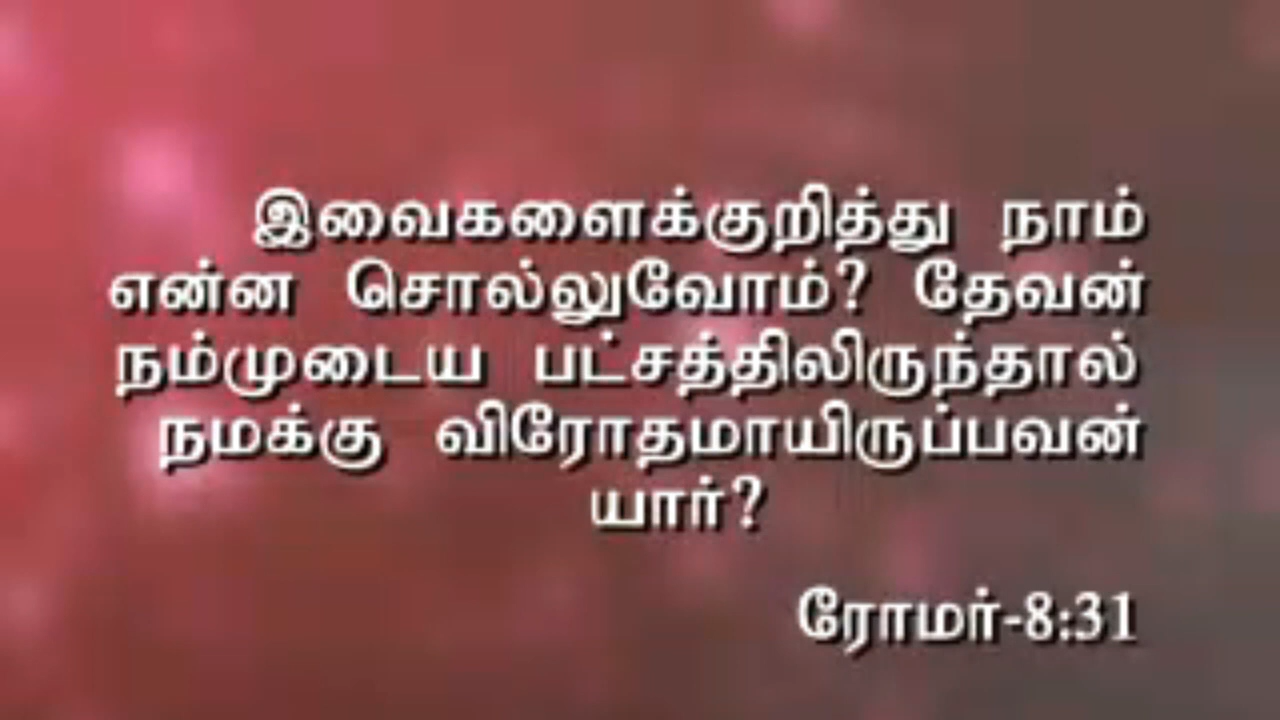 இவைகளைக்குறித்து நாம்
என்ன சொல்லுவோம்? தேவன்
நம்முடைய பட்சத்திலிருந்தால்
நமக்கு விரோதமாயிருப்பவன்
யார்?
ரோமர்-8:31